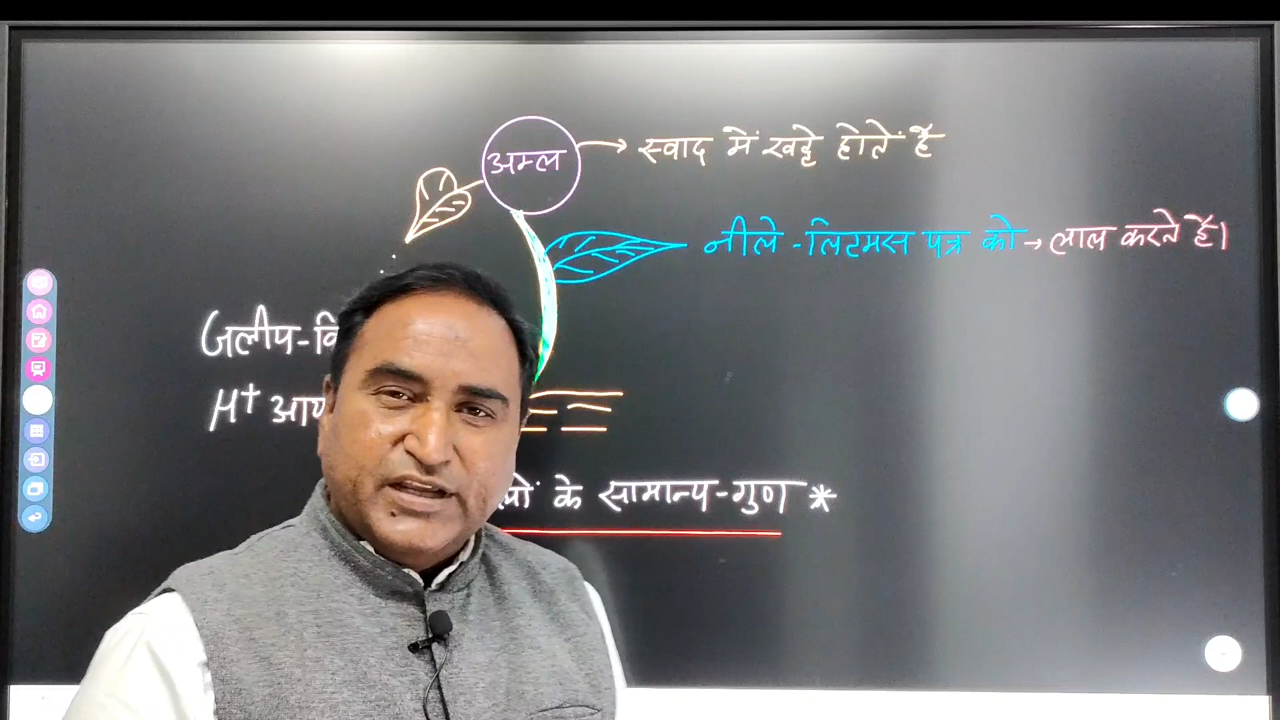 अम्ल → स्वाद में खट्टे होतें है
नीले - लिटमस पत्र को → लाल करते है।
जलीय -
H+
के सामान्य - गुण *